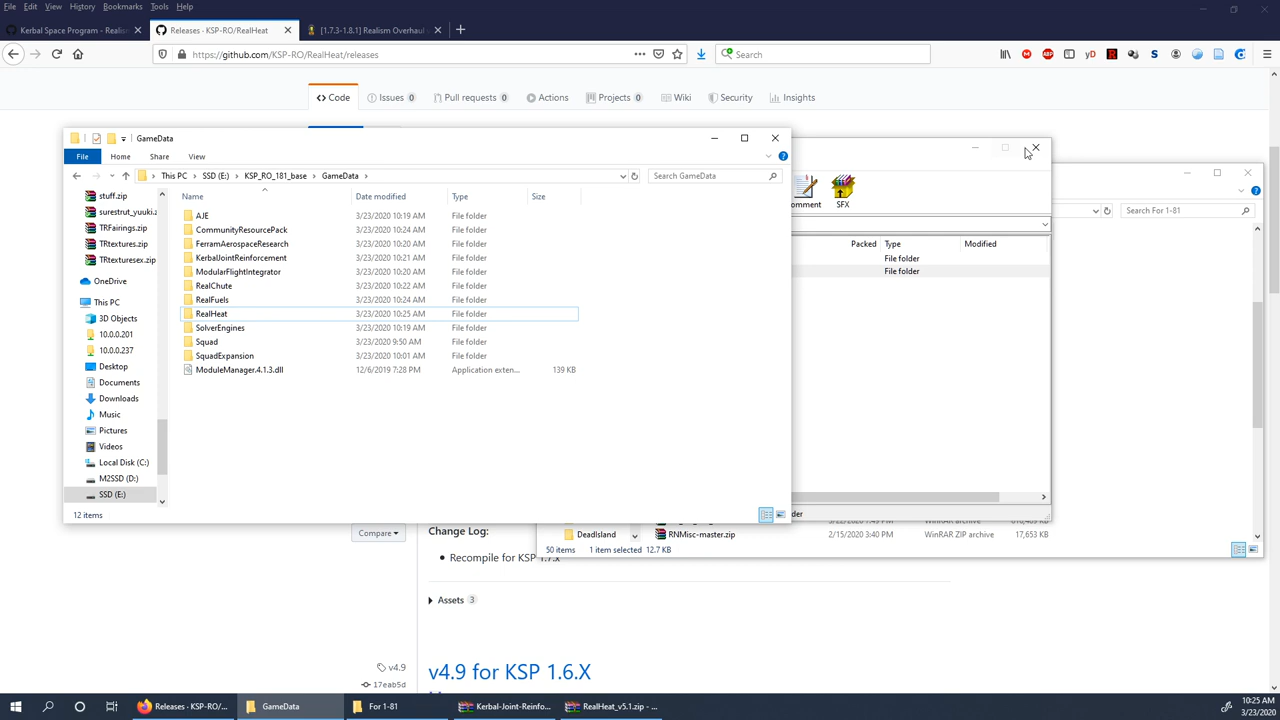 File Edit View History Bookmarks Tools Help
Kerbal Space Program - Realis
Releases · KSP-RO/RealHeat
[1.7.3-1.8.1] Realism Overhaul
https://github.com/KSP-RO/RealHeat/releases
Search
Code Issues 0 Pull requests 0 Actions Projects 0 Wiki Security Insights
GameData
File Home Share View
This PC > SSD (E:) > KSP_RO_181_base > GameData >
Search GameData
Name Date modified Type Size
stuff.zip
surestrut_yuuki.z
TRFairings.zip
TRtextures.zip
TRtexturesex.zip
OneDrive
This PC
3D Objects
10.0.0.201
10.0.0.237
Desktop
Documents
Downloads
Music
Pictures
Videos
Local Disk (C:)
M2SSD (D:)
SSD (E:)
AJE 3/23/2020 10:19 AM File folder
CommunityResourcePack 3/23/2020 10:24 AM File folder
FerramAerospaceResearch 3/23/2020 10:20 AM File folder
KerbalJointReinforcement 3/23/2020 10:21 AM File folder
ModularFlightIntegrator 3/23/2020 10:20 AM File folder
RealChute 3/23/2020 10:22 AM File folder
RealFuels 3/23/2020 10:24 AM File folder
RealHeat 3/23/2020 10:25 AM File folder
SolverEngines 3/23/2020 10:19 AM File folder
Squad 3/23/2020 9:50 AM File folder
SquadExpansion 3/23/2020 10:01 AM File folder
ModuleManager.4.1.3.dll 12/6/2019 7:28 PM Application exten... 139 KB
12 items
omment SFX
Packed Type Modified
File folder
File folder
Search For 1-81
DeadIsland
RNMisc-master.zip 2/15/2020 3:40 PM WinRAR ZIP archive 17,653 KB
50 items 1 item selected 12.7 KB
Compare
Change Log:
• Recompile for KSP 1.7.x
Assets 3
v4.9
17eab5d
v4.9 for KSP 1.6.X
Releases · KSP-RO/...
GameData
For 1-81
Kerbal-Joint-Reinfo...
RealHeat_v5.1.zip - ...
10:25 AM
3/23/2020